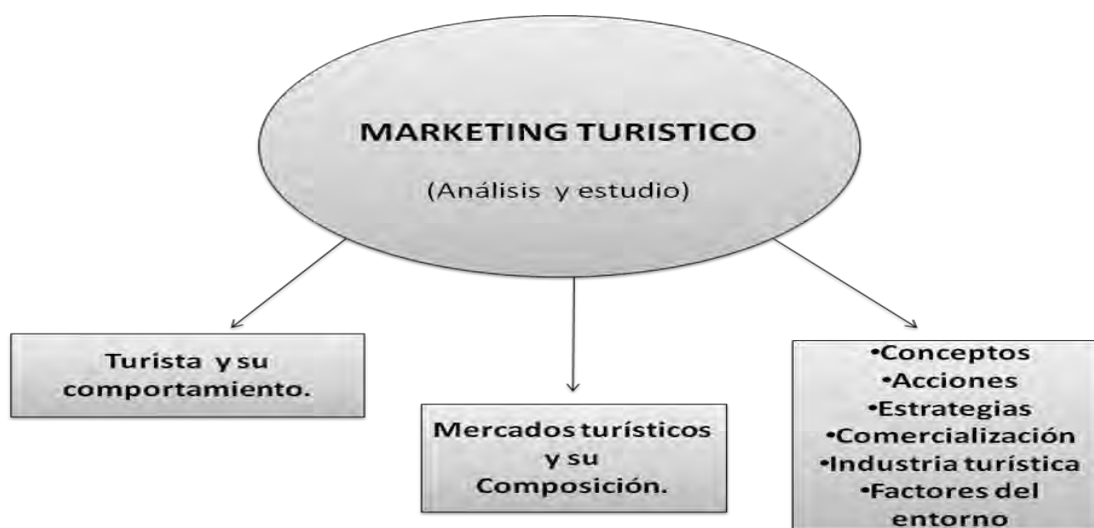 MARKETING TURISTICO
(Análisis y estudio)
Turista y su
comportamiento.
Mercados turísticos
y su
Composición.
•Conceptos
•Acciones
•Estrategias
•Comercialización
•Industria turística
•Factores del
entorno